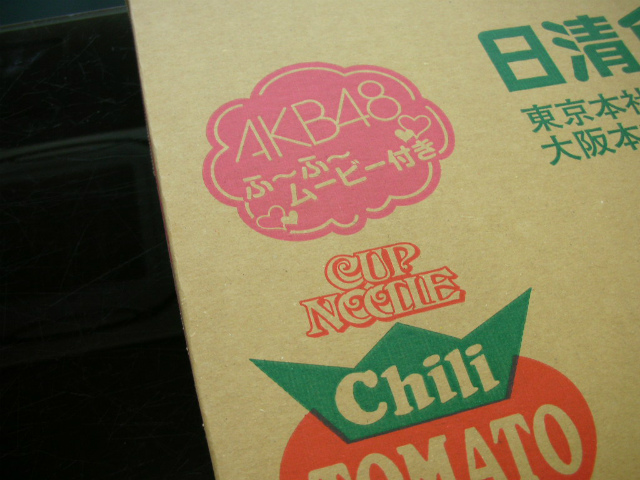 AKB48
ふ〜ふ〜
ムービー付き
日清
東京本社
大阪本
CUP
NOODLE
Chili
TOMATO